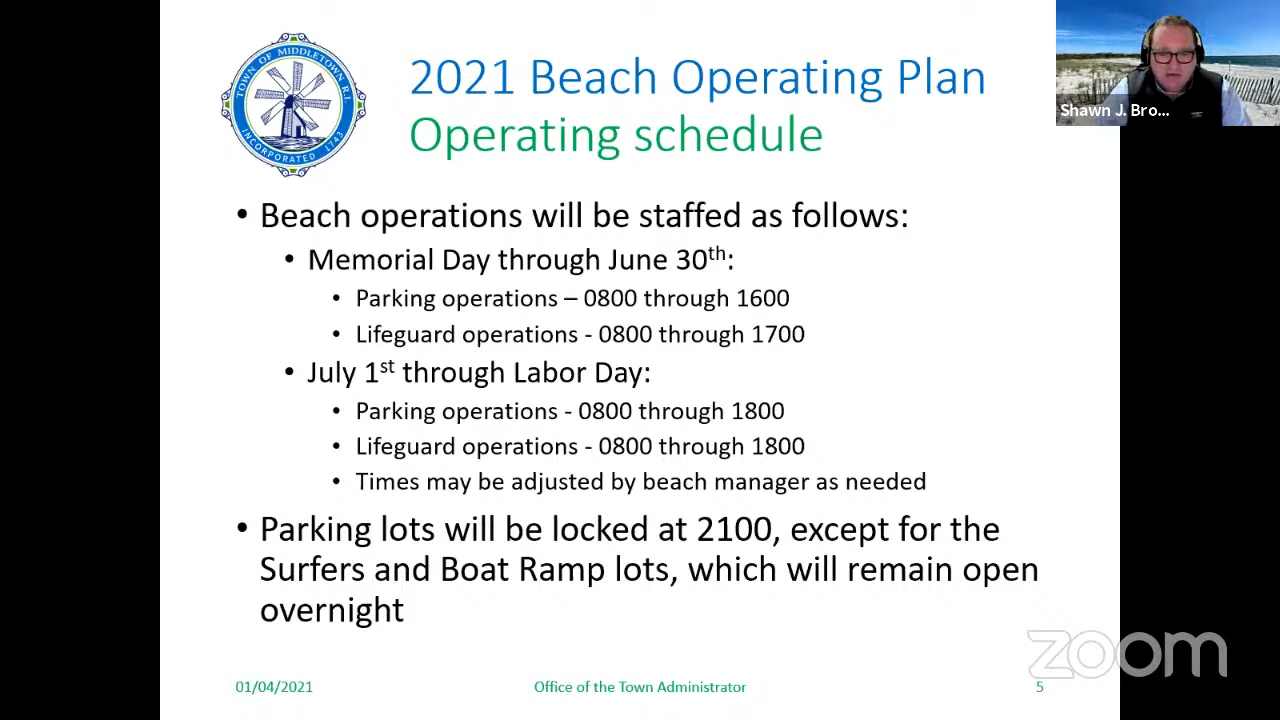 TOWN OF MIDDLETOWN R.I.
INCORPORATED 1743
2021 Beach Operating Plan
Operating schedule
Shawn J. Bro...
• Beach operations will be staffed as follows:
• Memorial Day through June 30th:
• Parking operations – 0800 through 1600
• Lifeguard operations - 0800 through 1700
• July 1st through Labor Day:
• Parking operations - 0800 through 1800
• Lifeguard operations - 0800 through 1800
• Times may be adjusted by beach manager as needed
• Parking lots will be locked at 2100, except for the
Surfers and Boat Ramp lots, which will remain open
overnight
zoom
01/04/2021
Office of the Town Administrator
5